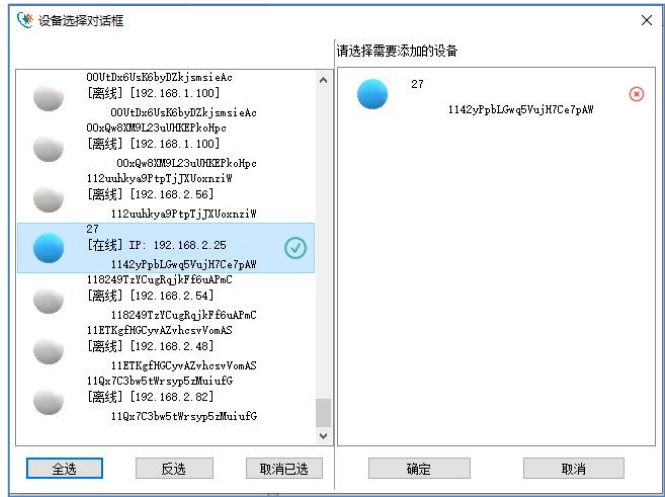 设备选择对话框
请选择需要添加的设备
00UtDx6UsK6byDZkjsmsieAc
[离线] [192.168.1.100]
00UtDx6UsK6byDZkjsmsieAc
00xQw8XM9L23uUHKEPkoHpc
[离线] [192.168.1.100]
00xQw8XM9L23uUHKEPkoHpc
112uuhkya9PtpTjJXUoxnziW
[离线] [192.168.2.56]
112uuhkya9PtpTjJXUoxnziW
27
[在线] IP: 192.168.2.25
1142yPpbLGwq5VujH7Ce7pAW
118249TzYCugRqjkFf6uAPmC
[离线] [192.168.2.54]
118249TzYCugRqjkFf6uAPmC
11ETKgfHGCyvAZvhcsvVomAS
[离线] [192.168.2.48]
11ETKgfHGCyvAZvhcsvVomAS
11Qx7C3bw5tWrsyp5zMuiufG
[离线] [192.168.2.82]
11Qx7C3bw5tWrsyp5zMuiufG
27
1142yPpbLGwq5VujH7Ce7pAW
全选
反选
取消已选
确定
取消